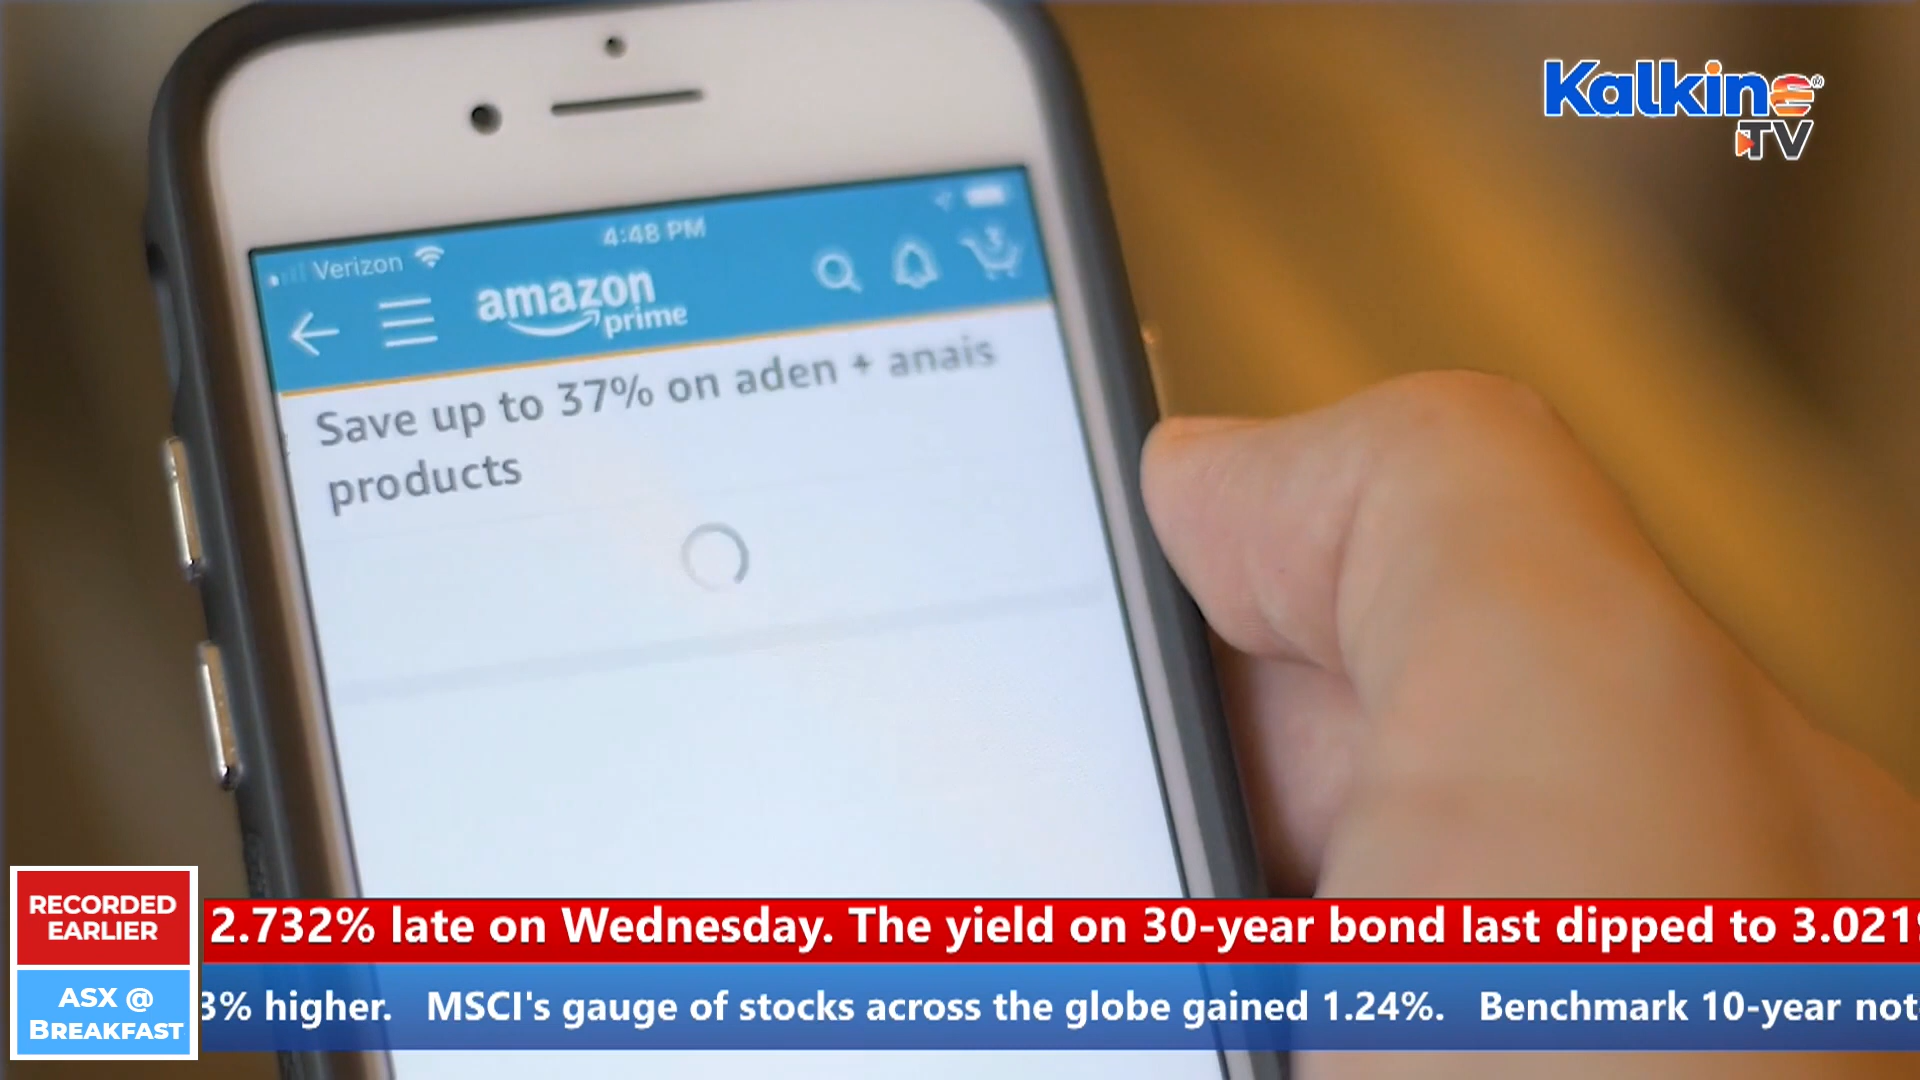 Kalkine
TV
4:48 PM
Verizon
amazon
prime
Save up to 37% on aden + anais
products
RECORDED
EARLIER
2.732% late on Wednesday. The yield on 30-year bond last dipped to 3.021
ASX @
BREAKFAST
3% higher. MSCI's gauge of stocks across the globe gained 1.24%. Benchmark 10-year not